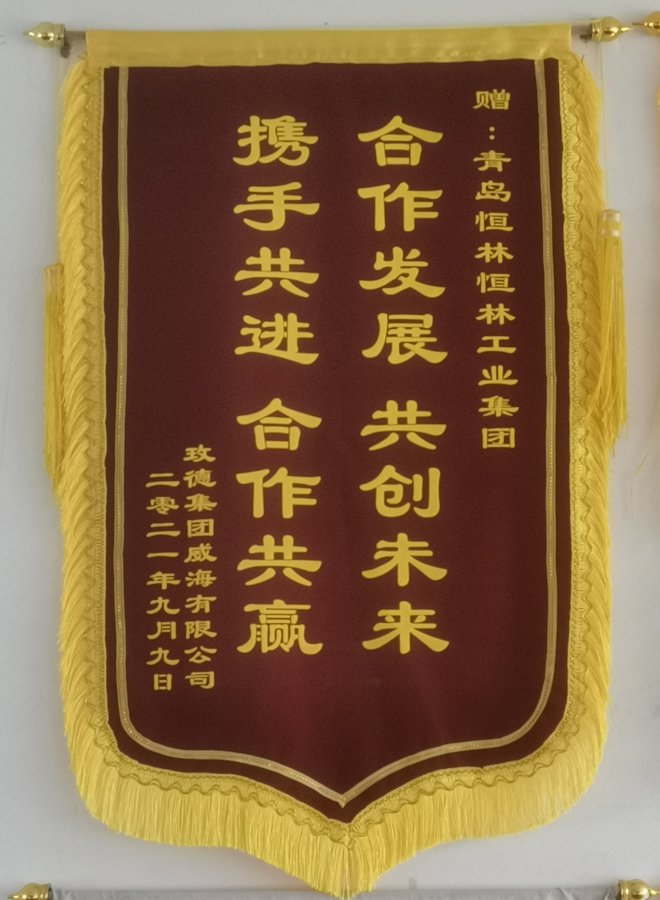 赠：青岛恒林恒林工业集团
合作发展 共创未来
携手共进 合作共赢
玫德集团威海有限公司
二零二一年九月九日